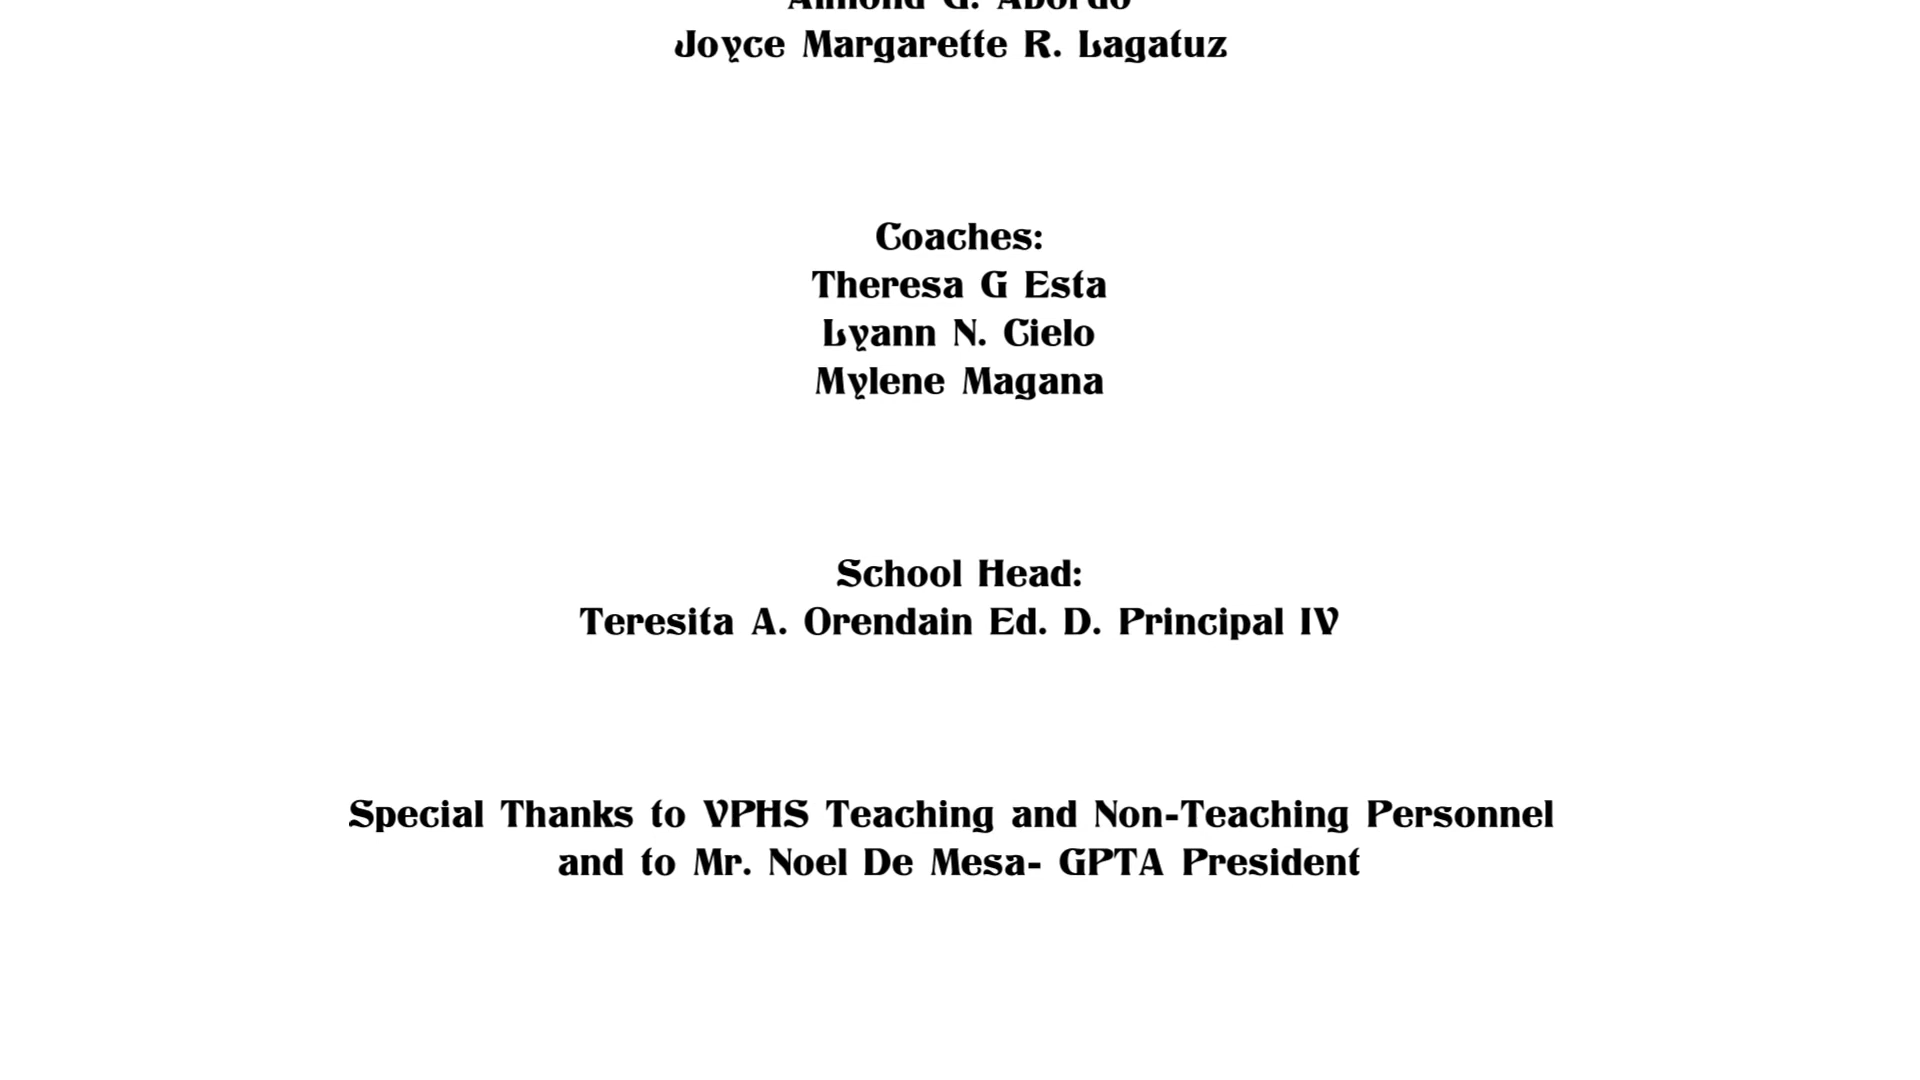 G. Abordo
Joyce Margarette R. Lagatuz
Coaches:
Theresa G Esta
Lyann N. Cielo
Mylene Magana
School Head:
Teresita A. Orendain Ed. D. Principal IV
Special Thanks to VPHS Teaching and Non-Teaching Personnel
and to Mr. Noel De Mesa- GPTA President